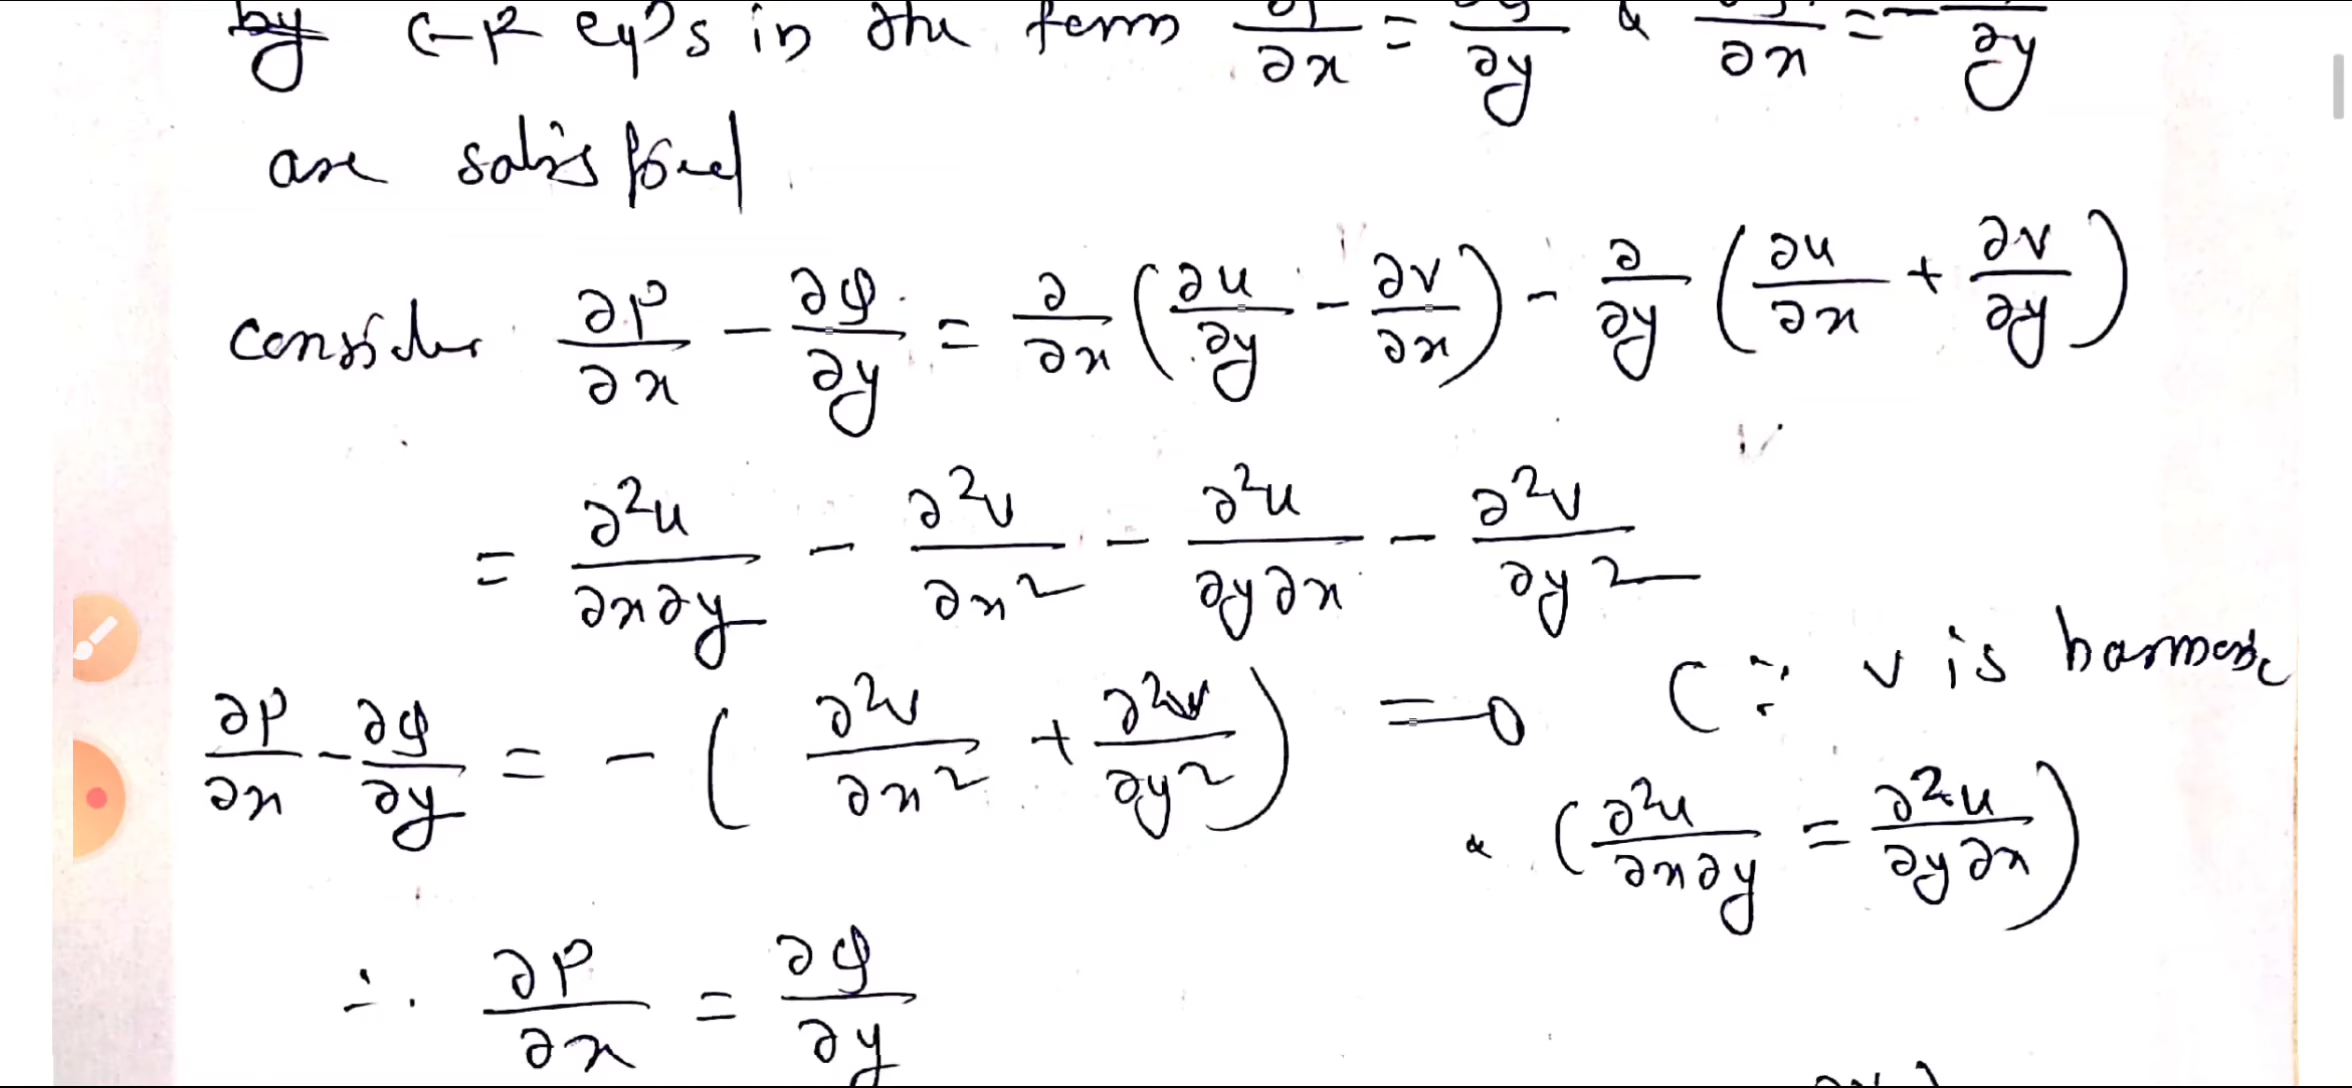 by C-R eqⁿs in the form ∂p/∂x = ∂φ/∂y & ∂φ/∂x = -∂p/∂y
are satisfied
consider ∂p/∂x - ∂φ/∂y = ∂/∂x (∂u/∂y - ∂v/∂x) - ∂/∂y (∂u/∂x + ∂v/∂y)
= ∂²u/∂x∂y - ∂²v/∂x² - ∂²u/∂y∂x - ∂²v/∂y²
∂p/∂x - ∂φ/∂y = - (∂²v/∂x² + ∂²v/∂y²) = 0 (∵ v is harmonic
& (∂²u/∂x∂y = ∂²u/∂y∂x)
∴ ∂p/∂x = ∂φ/∂y